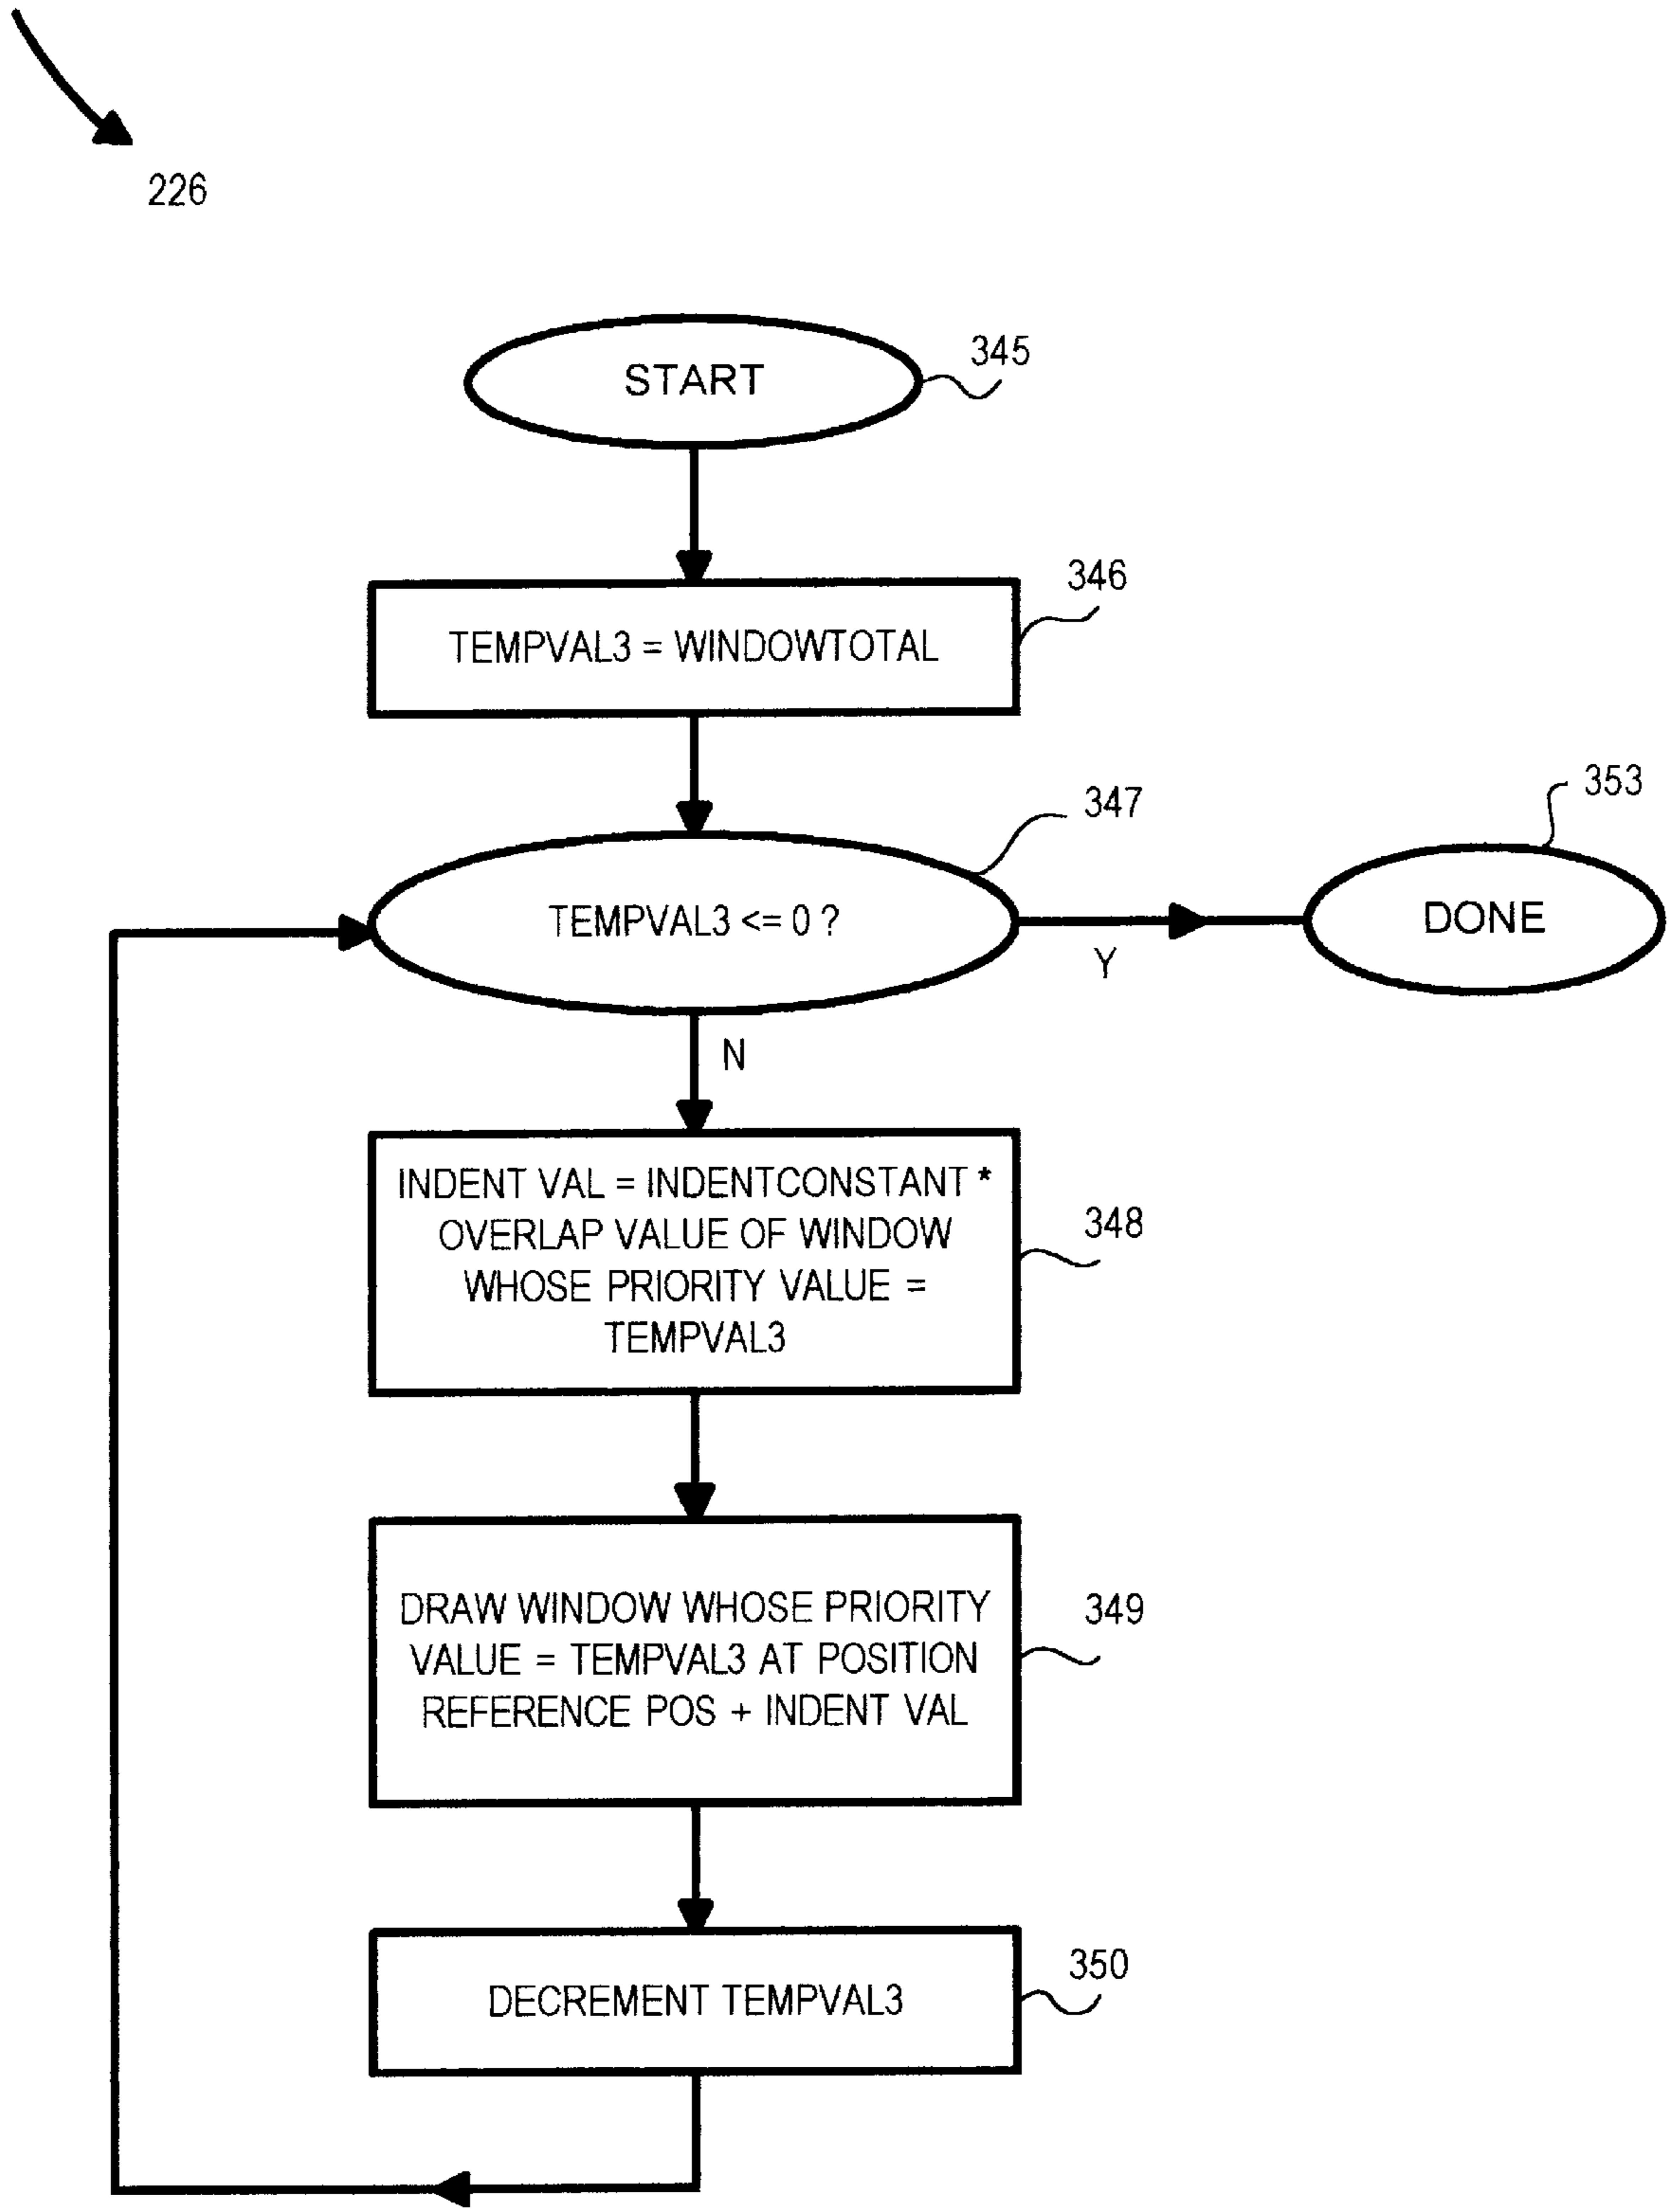 226
START
345
346
TEMPVAL3 = WINDOWTOTAL
347
353
TEMPVAL3 <= 0 ?
DONE
Y
N
INDENT VAL = INDENTCONSTANT *
OVERLAP VALUE OF WINDOW
WHOSE PRIORITY VALUE =
TEMPVAL3
348
DRAW WINDOW WHOSE PRIORITY
VALUE = TEMPVAL3 AT POSITION
REFERENCE POS + INDENT VAL
349
350
DECREMENT TEMPVAL3